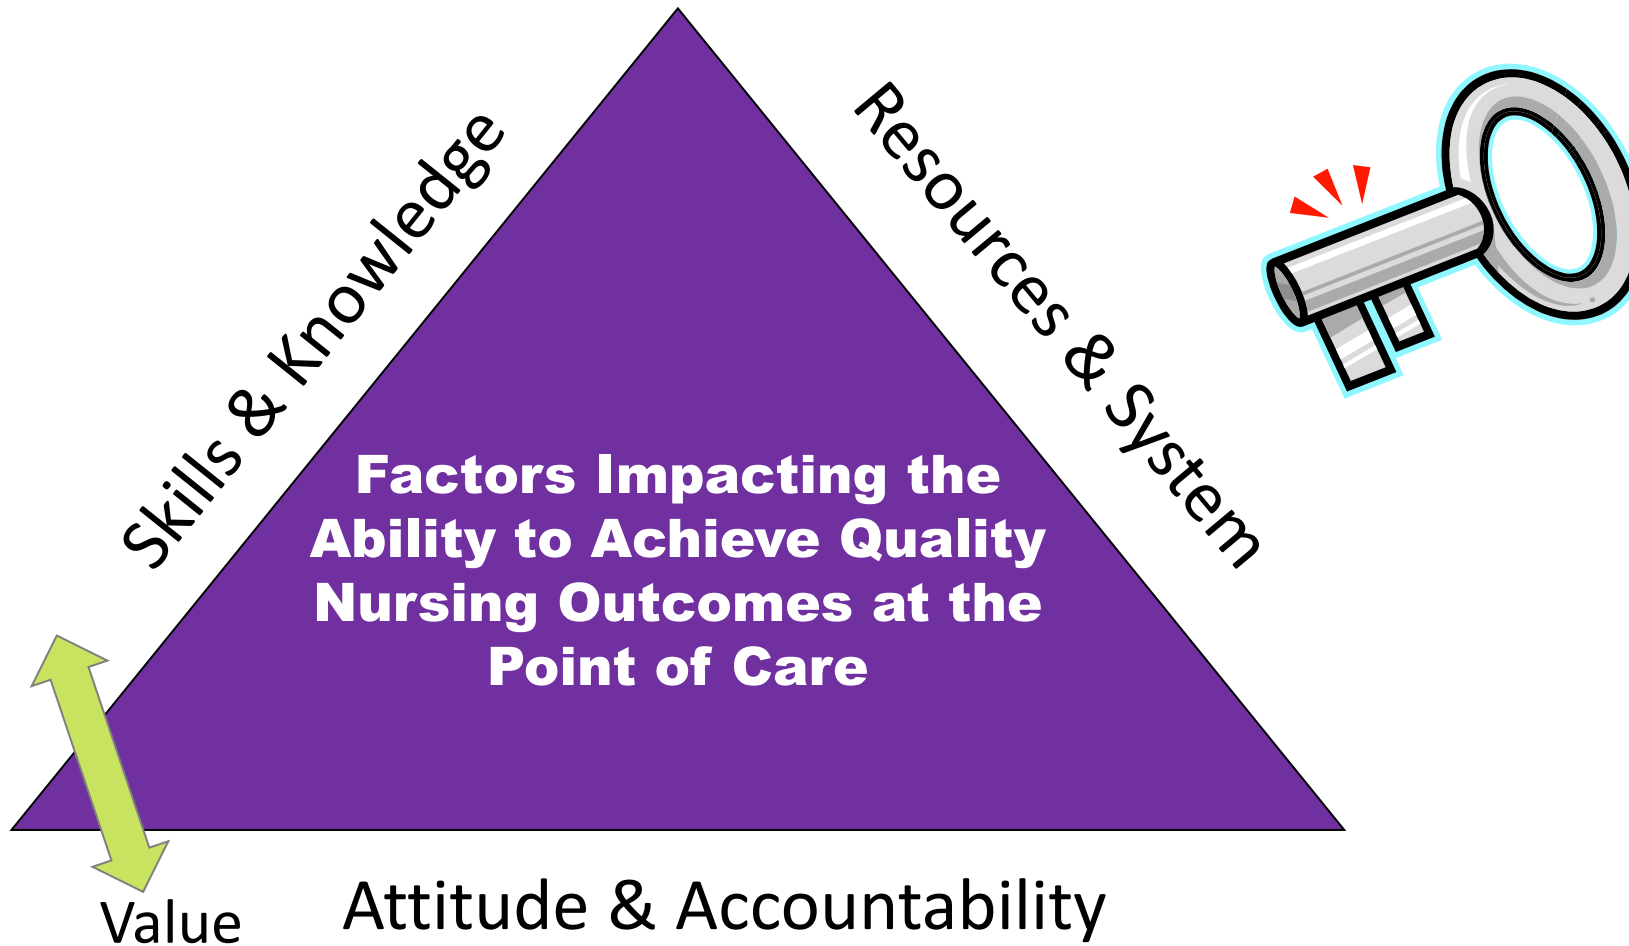 Skills & Knowledge
Resources & System
Factors Impacting the
Ability to Achieve Quality
Nursing Outcomes at the
Point of Care
Value
Attitude & Accountability